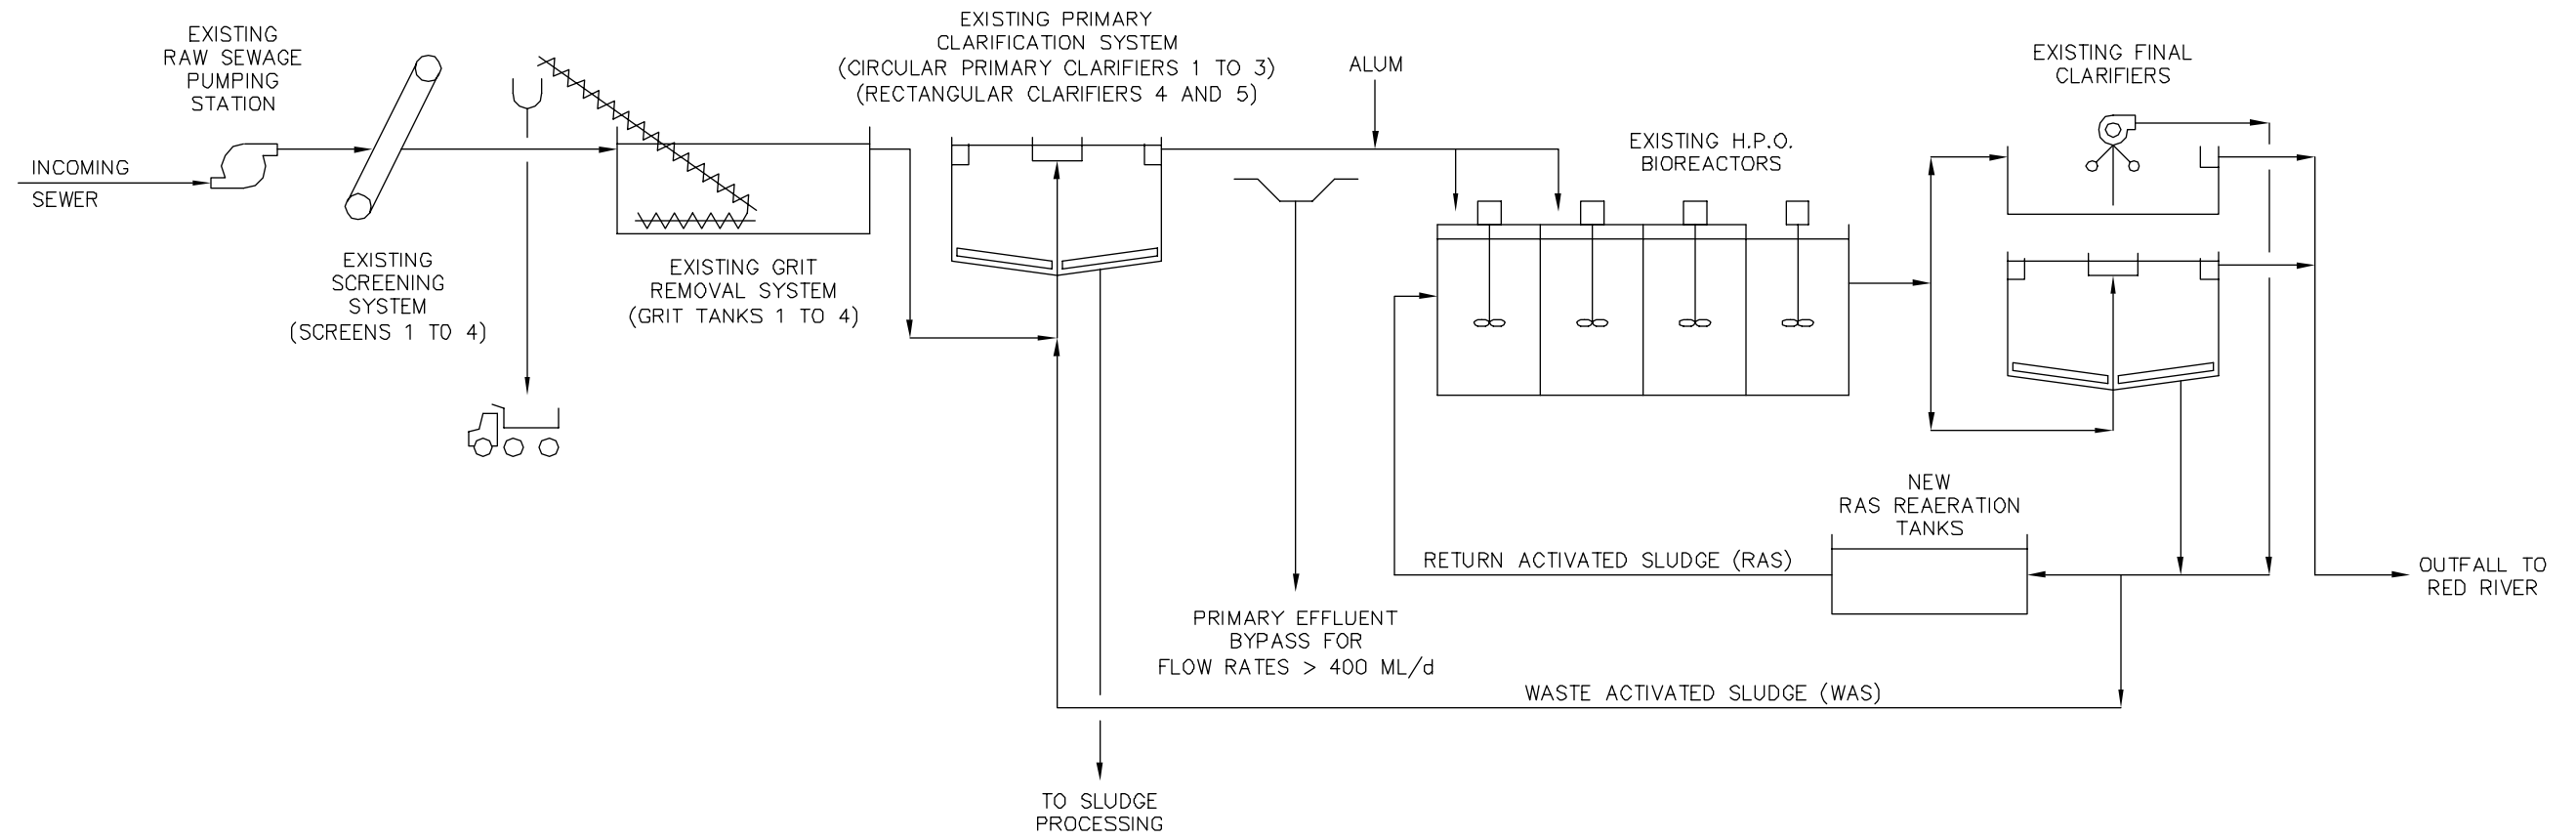 EXISTING
RAW SEWAGE
PUMPING
STATION
INCOMING
SEWER
EXISTING
SCREENING
SYSTEM
(SCREENS 1 TO 4)
EXISTING GRIT
REMOVAL SYSTEM
(GRIT TANKS 1 TO 4)
EXISTING PRIMARY
CLARIFICATION SYSTEM
(CIRCULAR PRIMARY CLARIFIERS 1 TO 3)
(RECTANGULAR CLARIFIERS 4 AND 5)
ALUM
EXISTING H.P.O.
BIOREACTORS
EXISTING FINAL
CLARIFIERS
NEW
RAS REAERATION
TANKS
RETURN ACTIVATED SLUDGE (RAS)
OUTFALL TO
RED RIVER
PRIMARY EFFLUENT
BYPASS FOR
FLOW RATES > 400 ML/d
WASTE ACTIVATED SLUDGE (WAS)
TO SLUDGE
PROCESSING